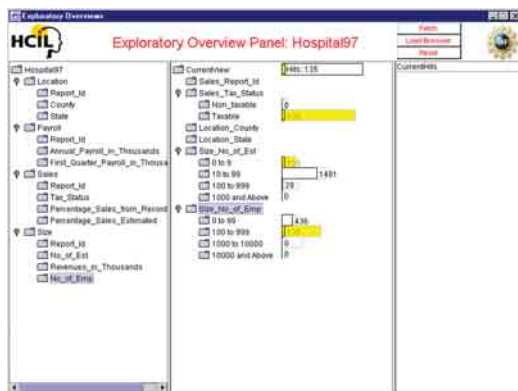 Exploratory Overviews
HCIL
Exploratory Overview Panel: Hospital97
Fetch
Load Browser
Reset
Hospital97
Location
Report_Id
County
State
Payroll
Report_Id
Annual_Payroll_in_Thousands
First_Quarter_Payroll_in_Thousa
Sales
Report_Id
Tax_Status
Percentage_Sales_from_Record
Percentage_Sales_Estimated
Size
Report_Id
No_of_Est
Revenues_in_Thousands
No_of_Emp
CurrentView Hits: 135
Sales_Report_Id
Sales_Tax_Status
Non_taxable 0
Taxable
Location_County
Location_State
Size_No_of_Est
0 to 9
10 to 99 1481
100 to 999 29
1000 and Above 0
Size_No_of_Emp
0 to 99 436
100 to 999
1000 to 10000 0
10000 and Above 0
CurrentHits